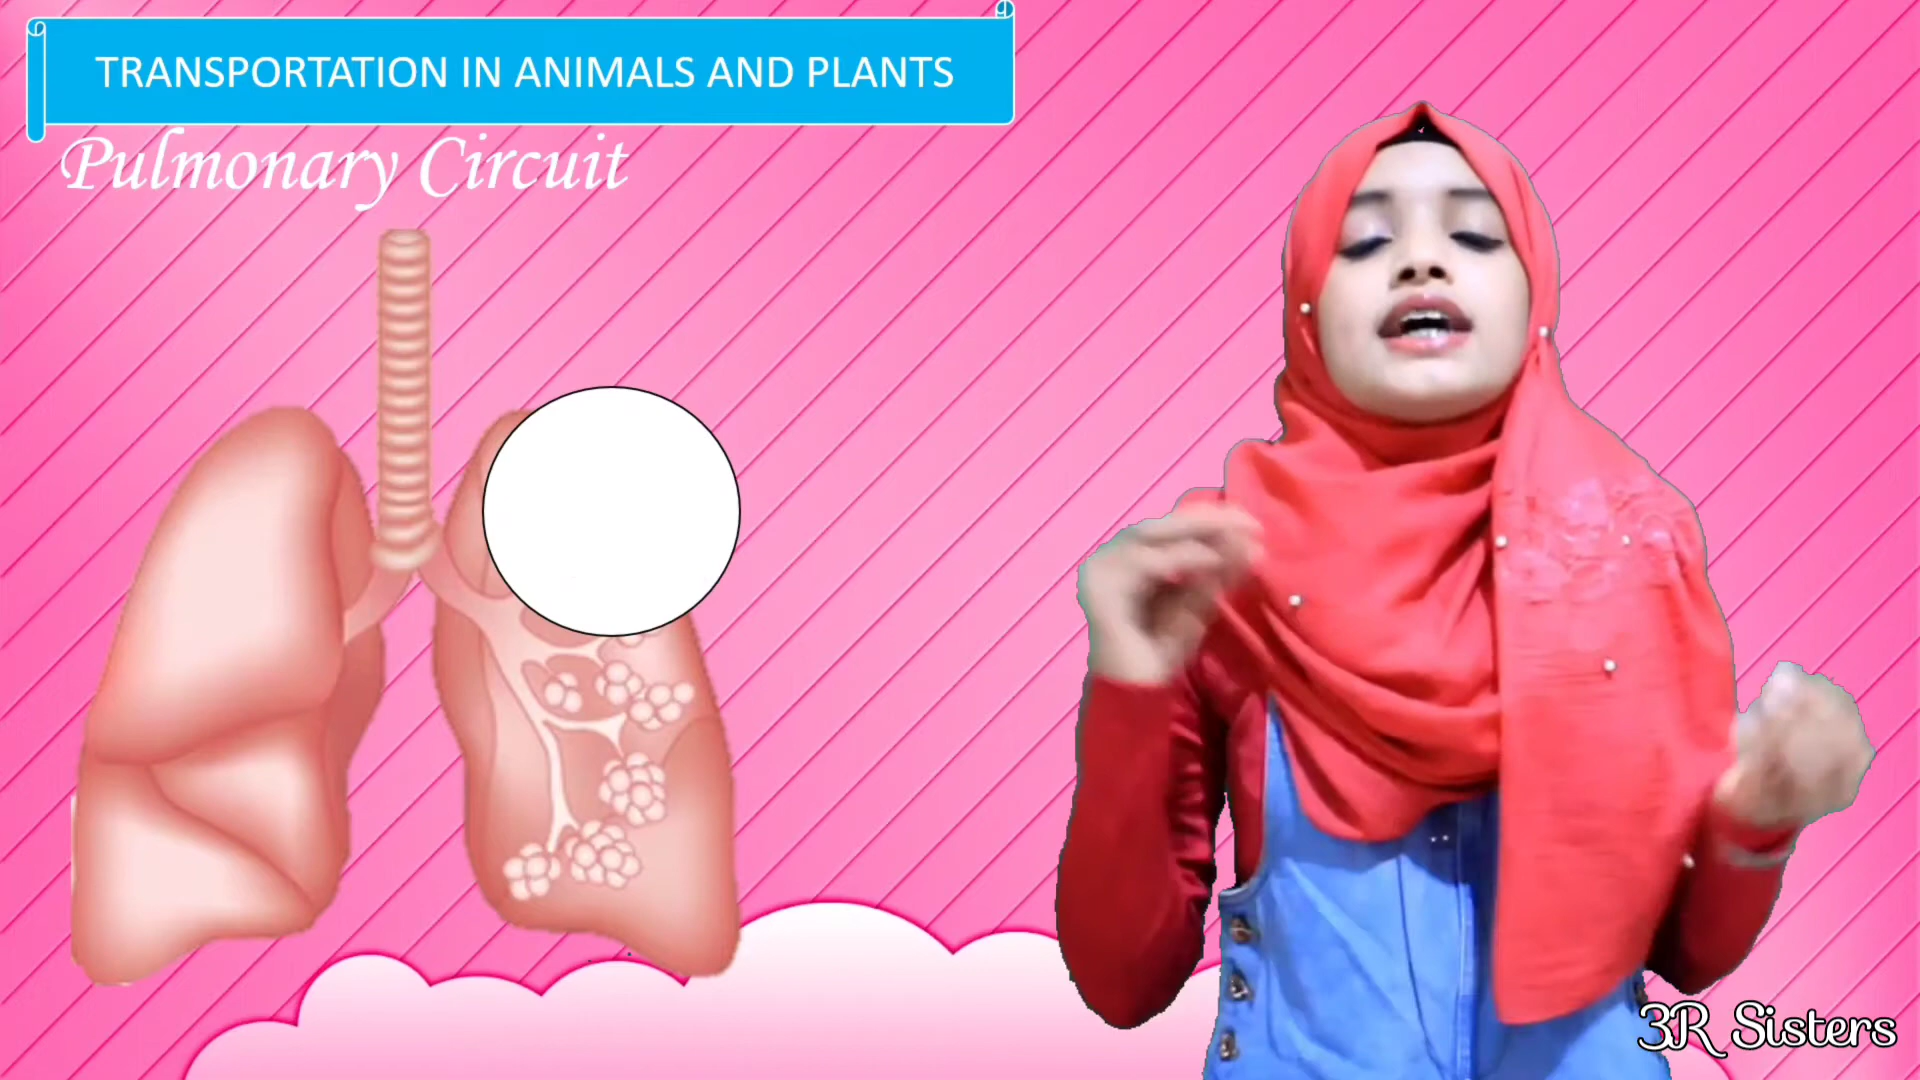 TRANSPORTATION IN ANIMALS AND PLANTS
Pulmonary Circuit
3R Sisters